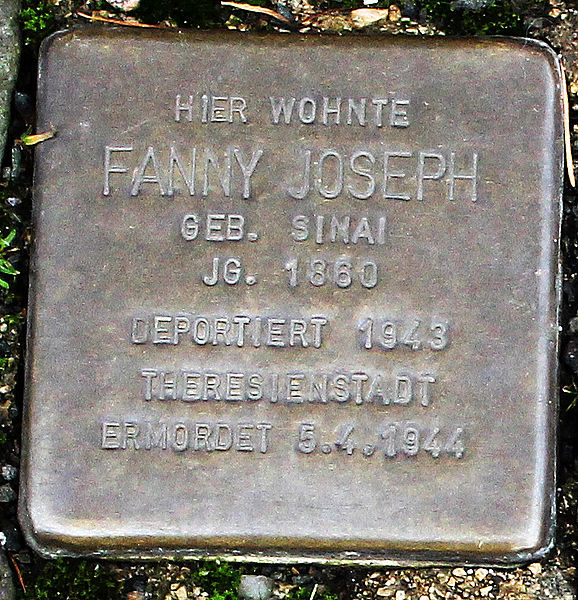 HIER WOHNTE
FANNY JOSEPH
GEB. SINAI
JG. 1860
DEPORTIERT 1943
THERESIENSTADT
ERMORDET 5.4.1944